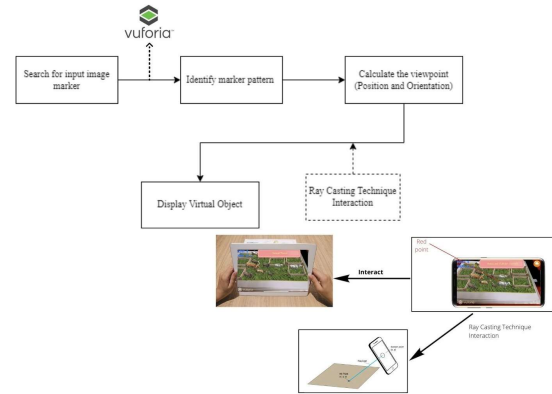 vuforia™
Search for input image
marker
Identify marker pattern
Calculate the viewpoint
(Position and Orientation)
Display Virtual Object
Ray Casting Technique
Interaction
Red
point
Interact
Ray Casting Technique
Interaction